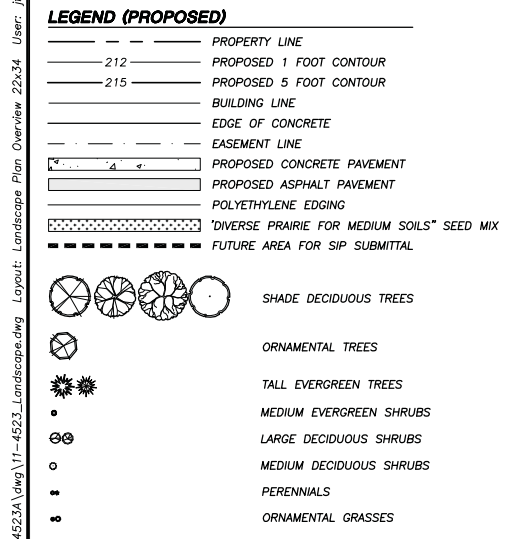 LEGEND (PROPOSED)
PROPERTY LINE
212 PROPOSED 1 FOOT CONTOUR
215 PROPOSED 5 FOOT CONTOUR
BUILDING LINE
EDGE OF CONCRETE
EASEMENT LINE
PROPOSED CONCRETE PAVEMENT
PROPOSED ASPHALT PAVEMENT
POLYETHYLENE EDGING
"DIVERSE PRAIRIE FOR MEDIUM SOILS" SEED MIX
FUTURE AREA FOR SIP SUBMITTAL
SHADE DECIDUOUS TREES
ORNAMENTAL TREES
TALL EVERGREEN TREES
MEDIUM EVERGREEN SHRUBS
LARGE DECIDUOUS SHRUBS
MEDIUM DECIDUOUS SHRUBS
PERENNIALS
ORNAMENTAL GRASSES
4523A\dwg\11-4523_Landscape.dwg Layout: Landscape Plan Overview 22x34 User: